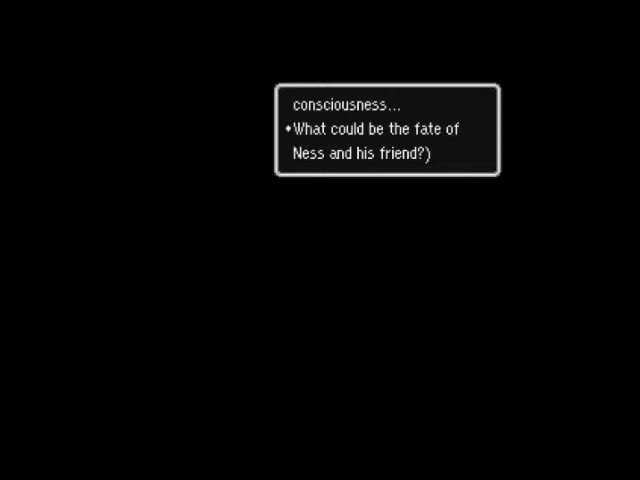 consciousness...
•What could be the fate of
Ness and his friend?)